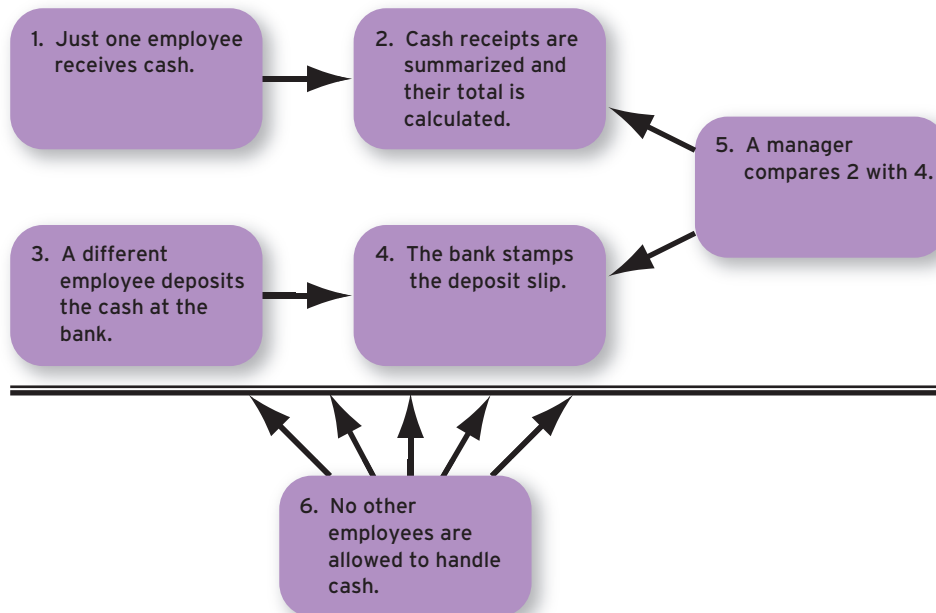 1. Just one employee
receives cash.
2. Cash receipts are
summarized and
their total is
calculated.
5. A manager
compares 2 with 4.
3. A different
employee deposits
the cash at the
bank.
4. The bank stamps
the deposit slip.
6. No other
employees are
allowed to handle
cash.